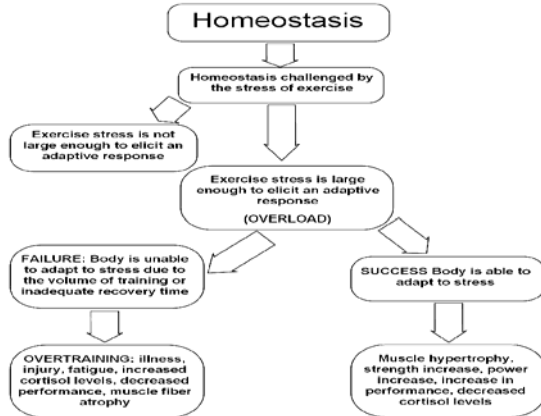 Homeostasis
Homeostasis challenged by
the stress of exercise
Exercise stress is not
large enough to elicit an
adaptive response
Exercise stress is large
enough to elicit an adaptive
response
(OVERLOAD)
FAILURE: Body is unable
to adapt to stress due to
the volume of training or
inadequate recovery time
SUCCESS Body is able to
adapt to stress
OVERTRAINING: illness,
injury, fatigue, increased
cortisol levels, decreased
performance, muscle fiber
atrophy
Muscle hypertrophy,
strength increase, power
increase, increase in
performance, decreased
cortisol levels